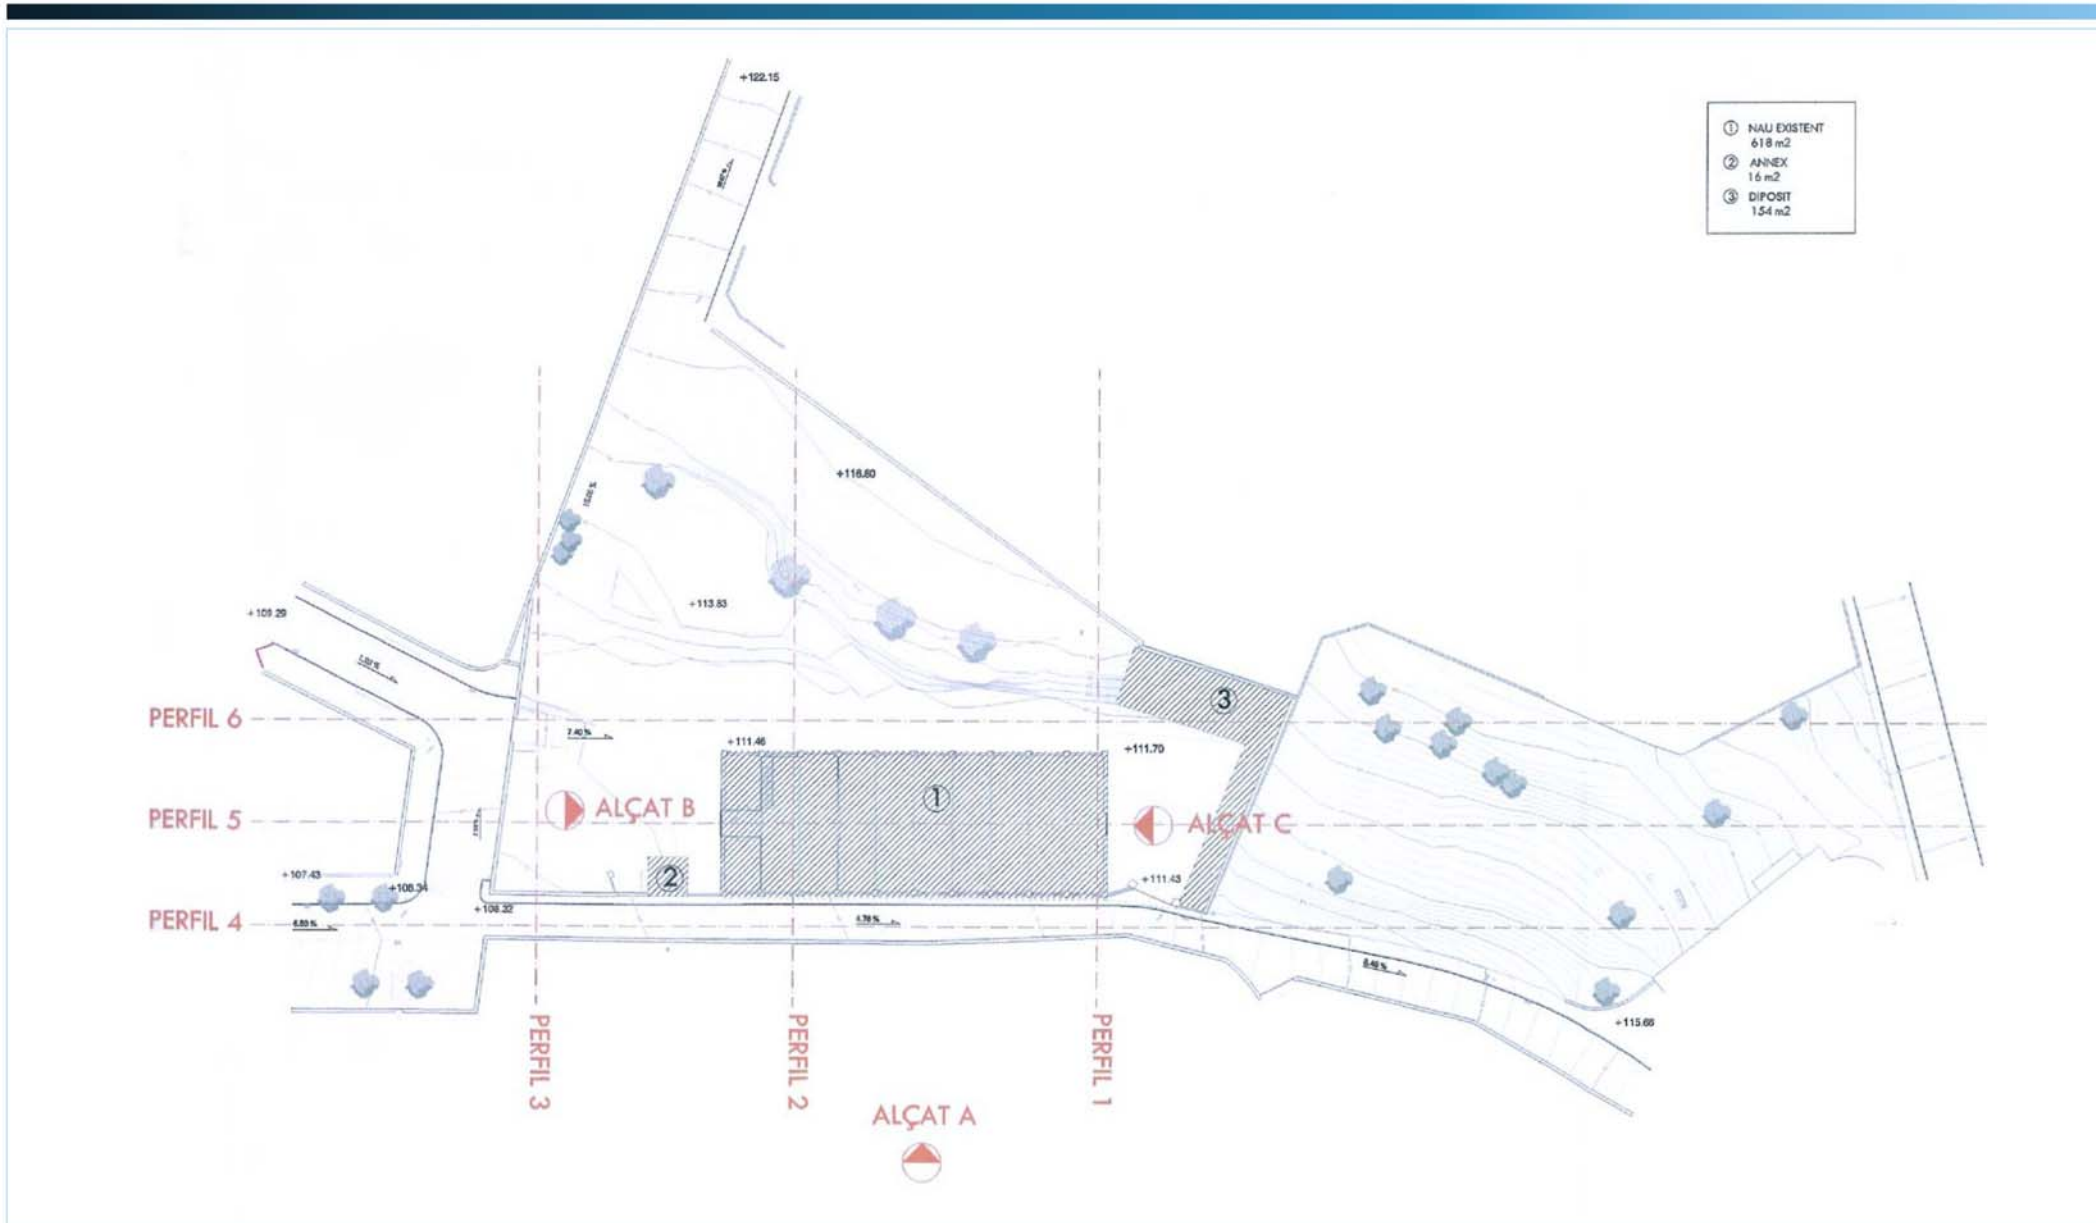 +122.15
① NAU EXISTENT
618 m2
② ANNEX
16 m2
③ DIPOSIT
154 m2
+116.80
+113.83
+109.29
PERFIL 6
7.40%
+111.46
+111.70
③
①
ALÇAT B
ALÇAT C
PERFIL 5
②
+107.43
+108.34
+111.43
PERFIL 4
4.78%
+115.66
PERFIL 3
PERFIL 2
PERFIL 1
ALÇAT A